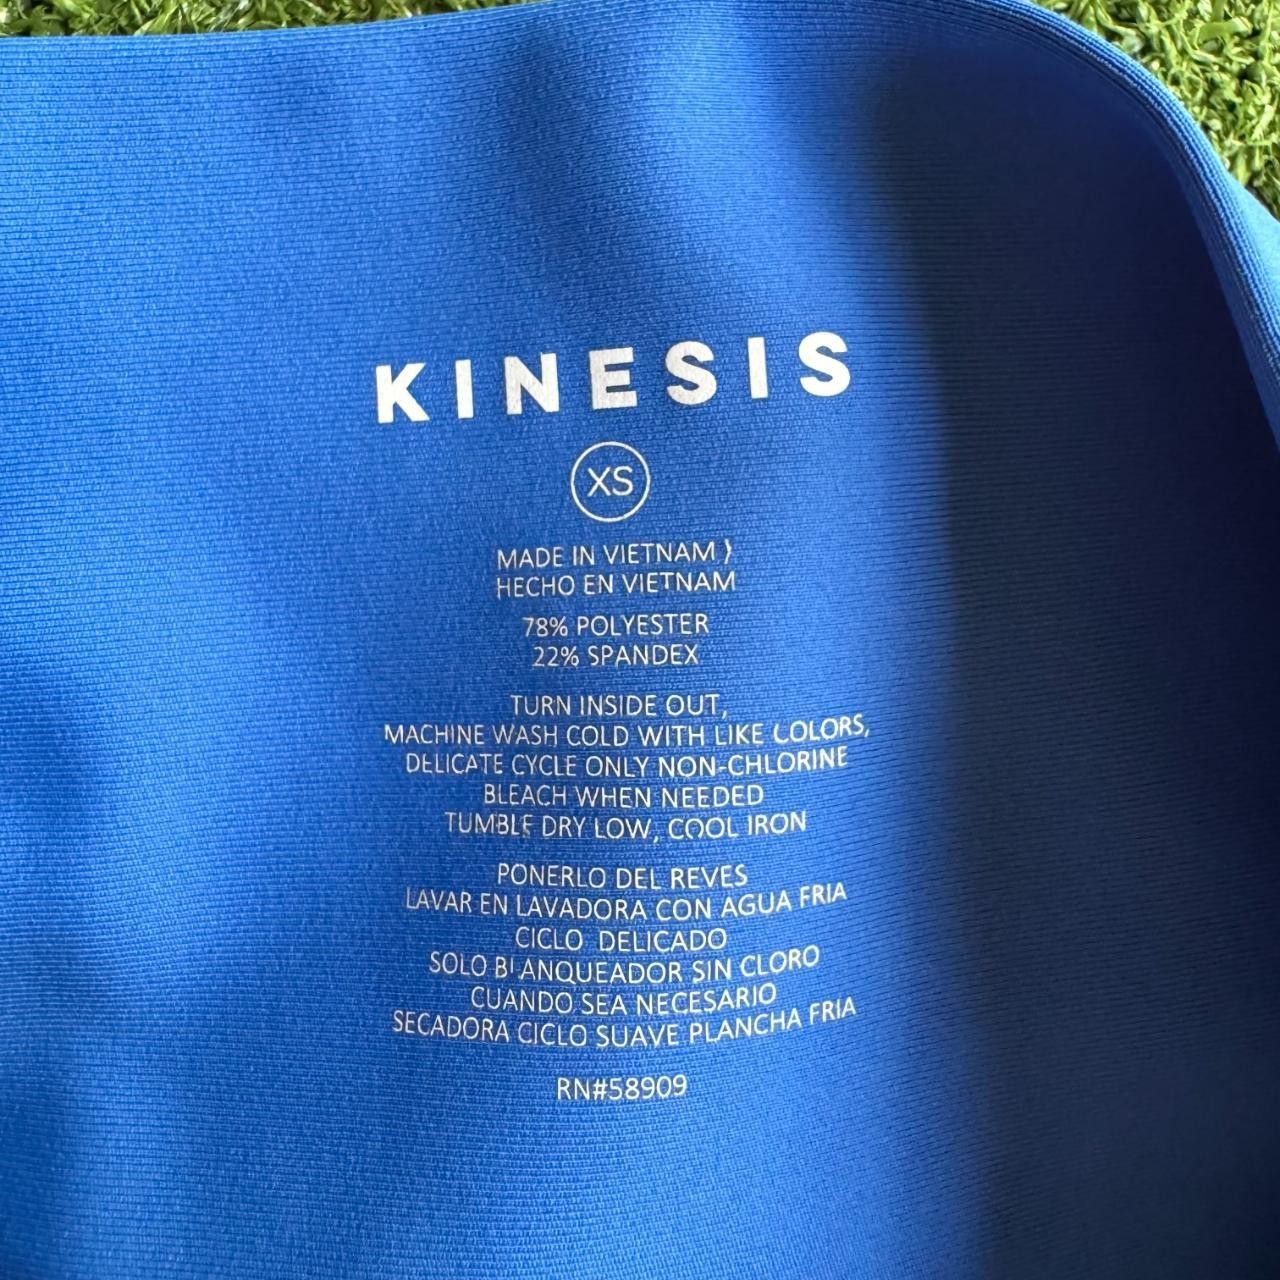 KINESIS
XS
MADE IN VIETNAM
HECHO EN VIETNAM
78% POLYESTER
22% SPANDEX
TURN INSIDE OUT,
MACHINE WASH COLD WITH LIKE COLORS,
DELICATE CYCLE ONLY NON-CHLORINE
BLEACH WHEN NEEDED
TUMBLE DRY LOW, COOL IRON
PONERLO DEL REVES
LAVAR EN LAVADORA CON AGUA FRIA
CICLO DELICADO
SOLO BLANQUEADOR SIN CLORO
CUANDO SEA NECESARIO
SECADORA CICLO SUAVE PLANCHA FRIA
RN#58909